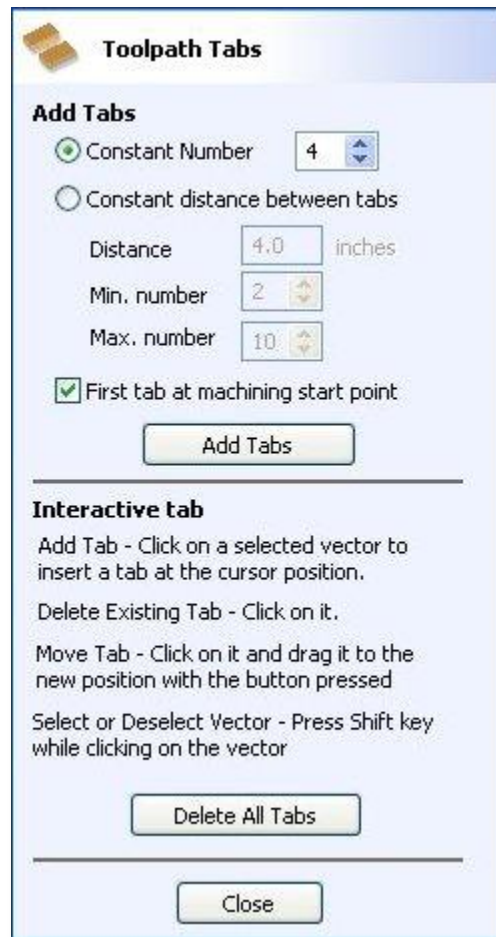 Toolpath Tabs
Add Tabs
Constant Number 4
Constant distance between tabs
Distance 4.0 inches
Min. number 2
Max. number 10
First tab at machining start point
Add Tabs
Interactive tab
Add Tab - Click on a selected vector to
insert a tab at the cursor position.
Delete Existing Tab - Click on it.
Move Tab - Click on it and drag it to the
new position with the button pressed
Select or Deselect Vector - Press Shift key
while clicking on the vector
Delete All Tabs
Close